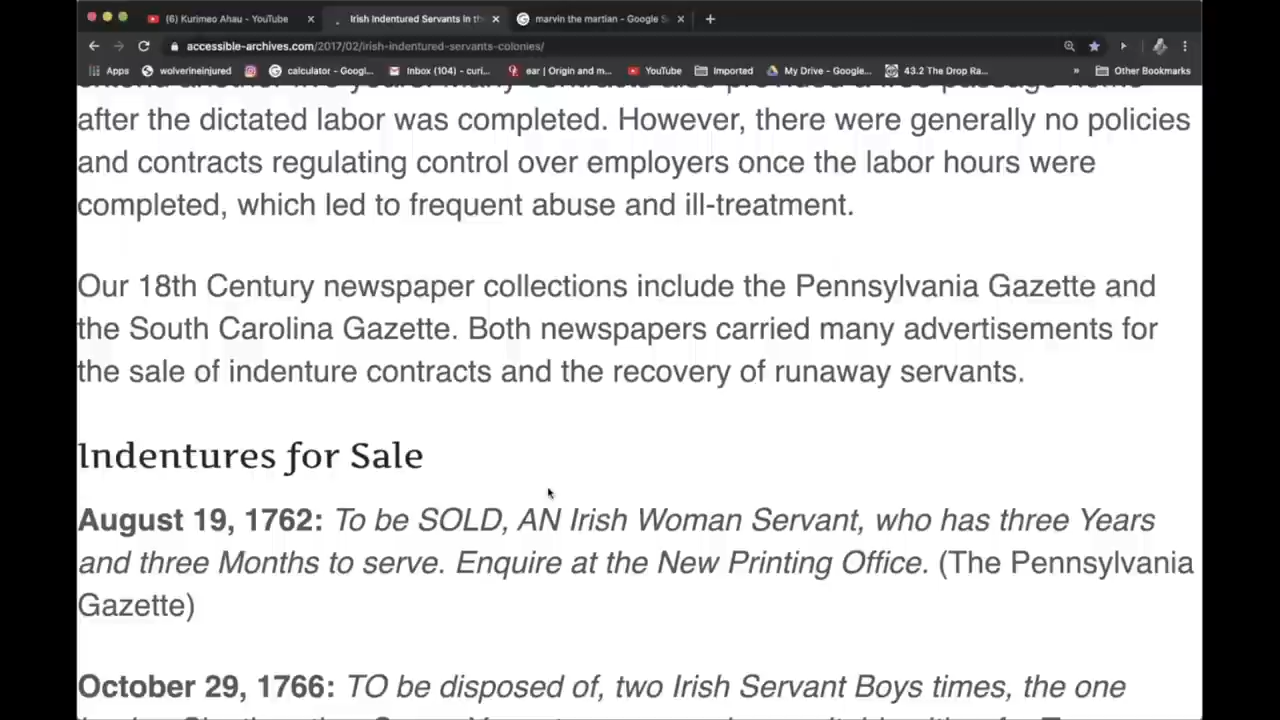 (6) Kurimeo Ahau - YouTube
Irish Indentured Servants in th
marvin the martian - Google S
accessible-archives.com/2017/02/irish-indentured-servants-colonies/
Apps wolverineinjured calculator - Googl... Inbox (104) - curi... ear | Origin and m... YouTube Imported My Drive - Google... 43.2 The Drop Ra... » Other Bookmarks
after the dictated labor was completed. However, there were generally no policies
and contracts regulating control over employers once the labor hours were
completed, which led to frequent abuse and ill-treatment.
Our 18th Century newspaper collections include the Pennsylvania Gazette and
the South Carolina Gazette. Both newspapers carried many advertisements for
the sale of indenture contracts and the recovery of runaway servants.
Indentures for Sale
August 19, 1762: To be SOLD, AN Irish Woman Servant, who has three Years
and three Months to serve. Enquire at the New Printing Office. (The Pennsylvania
Gazette)
October 29, 1766: TO be disposed of, two Irish Servant Boys times, the one